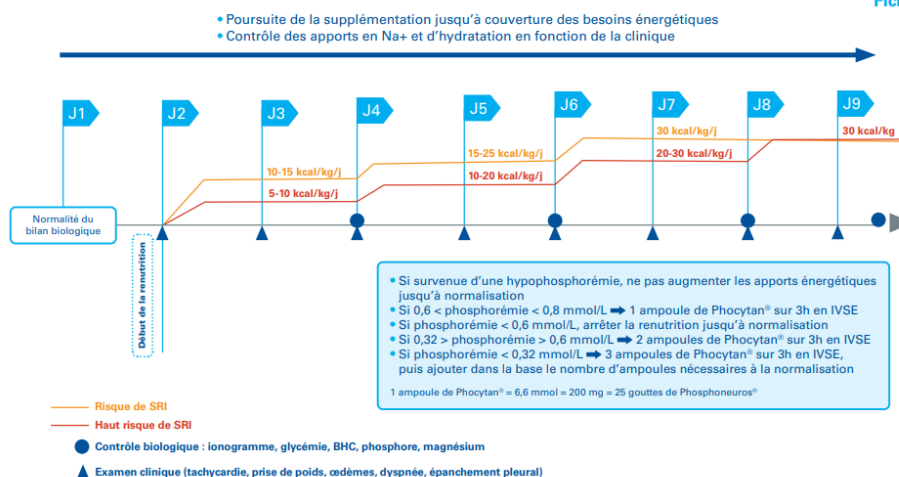 Fich
• Poursuite de la supplémentation jusqu'à couverture des besoins énergétiques
• Contrôle des apports en Na+ et d'hydratation en fonction de la clinique
J1
J2
J3
J4
J5
J6
J7
J8
J9
10-15 kcal/kg/j
15-25 kcal/kg/j
30 kcal/kg/j
30 kcal/kg
5-10 kcal/kg/j
10-20 kcal/kg/j
20-30 kcal/kg/j
Normalité du
bilan biologique
Début de la renutrition
• Si survenue d'une hypophosphorémie, ne pas augmenter les apports énergétiques
jusqu'à normalisation
• Si 0,6 < phosphorémie < 0,8 mmol/L ➡ 1 ampoule de Phocytan® sur 3h en IVSE
• Si phosphorémie < 0,6 mmol/L, arrêter la renutrition jusqu'à normalisation
• Si 0,32 > phosphorémie > 0,6 mmol/L ➡ 2 ampoules de Phocytan® sur 3h en IVSE
• Si phosphorémie < 0,32 mmol/L ➡ 3 ampoules de Phocytan® sur 3h en IVSE,
puis ajouter dans la base le nombre d'ampoules nécessaires à la normalisation
1 ampoule de Phocytan® = 6,6 mmol = 200 mg = 25 gouttes de Phosphoneuros®
Risque de SRI
Haut risque de SRI
Contrôle biologique : ionogramme, glycémie, BHC, phosphore, magnésium
Examen clinique (tachycardie, prise de poids, œdèmes, dyspnée, épanchement pleural)